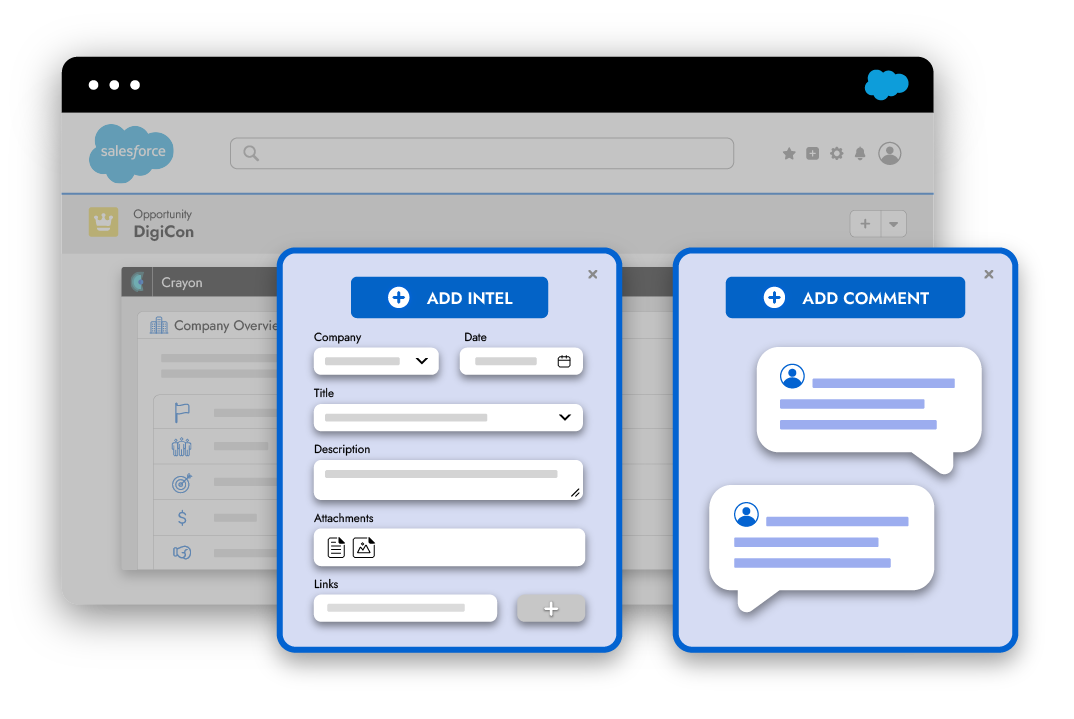 salesforce
Opportunity
DigiCon
Crayon
Company Overvie
ADD INTEL
Company
Date
Title
Description
Attachments
Links
ADD COMMENT